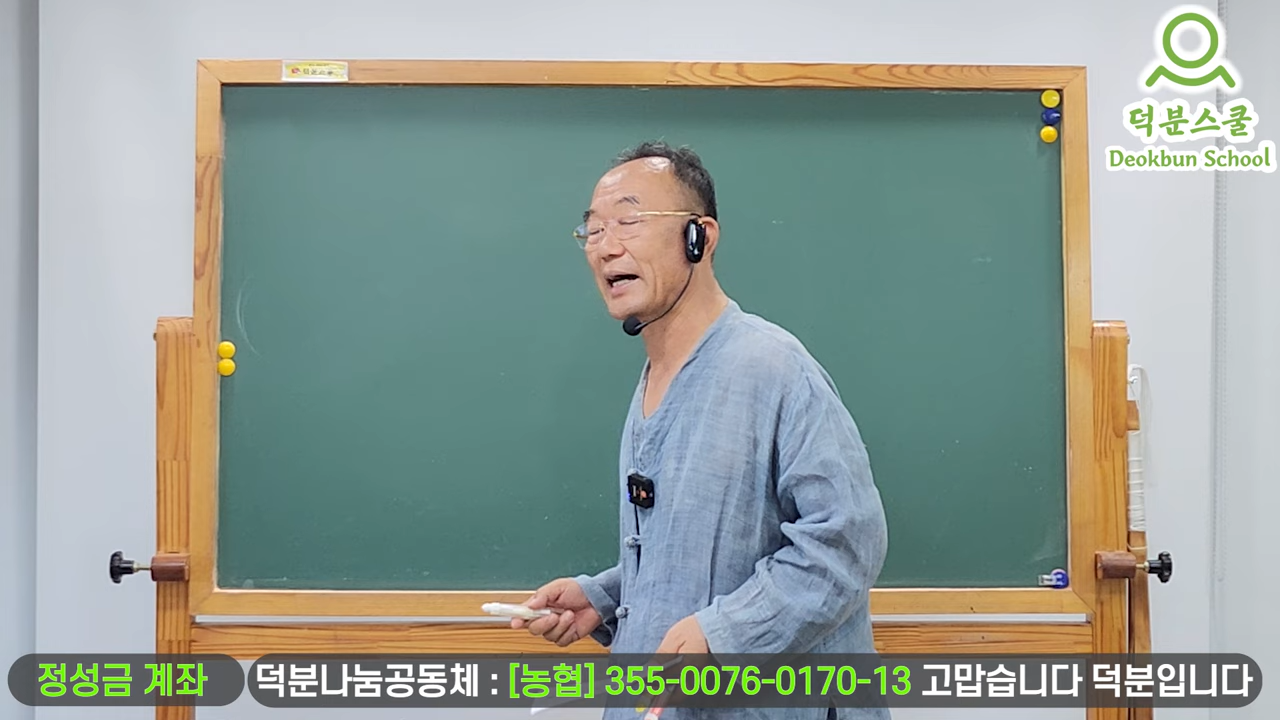 덕분스쿨
Deokbun School
정성금 계좌
덕분나눔공동체 : [농협] 355-0076-0170-13 고맙습니다 덕분입니다